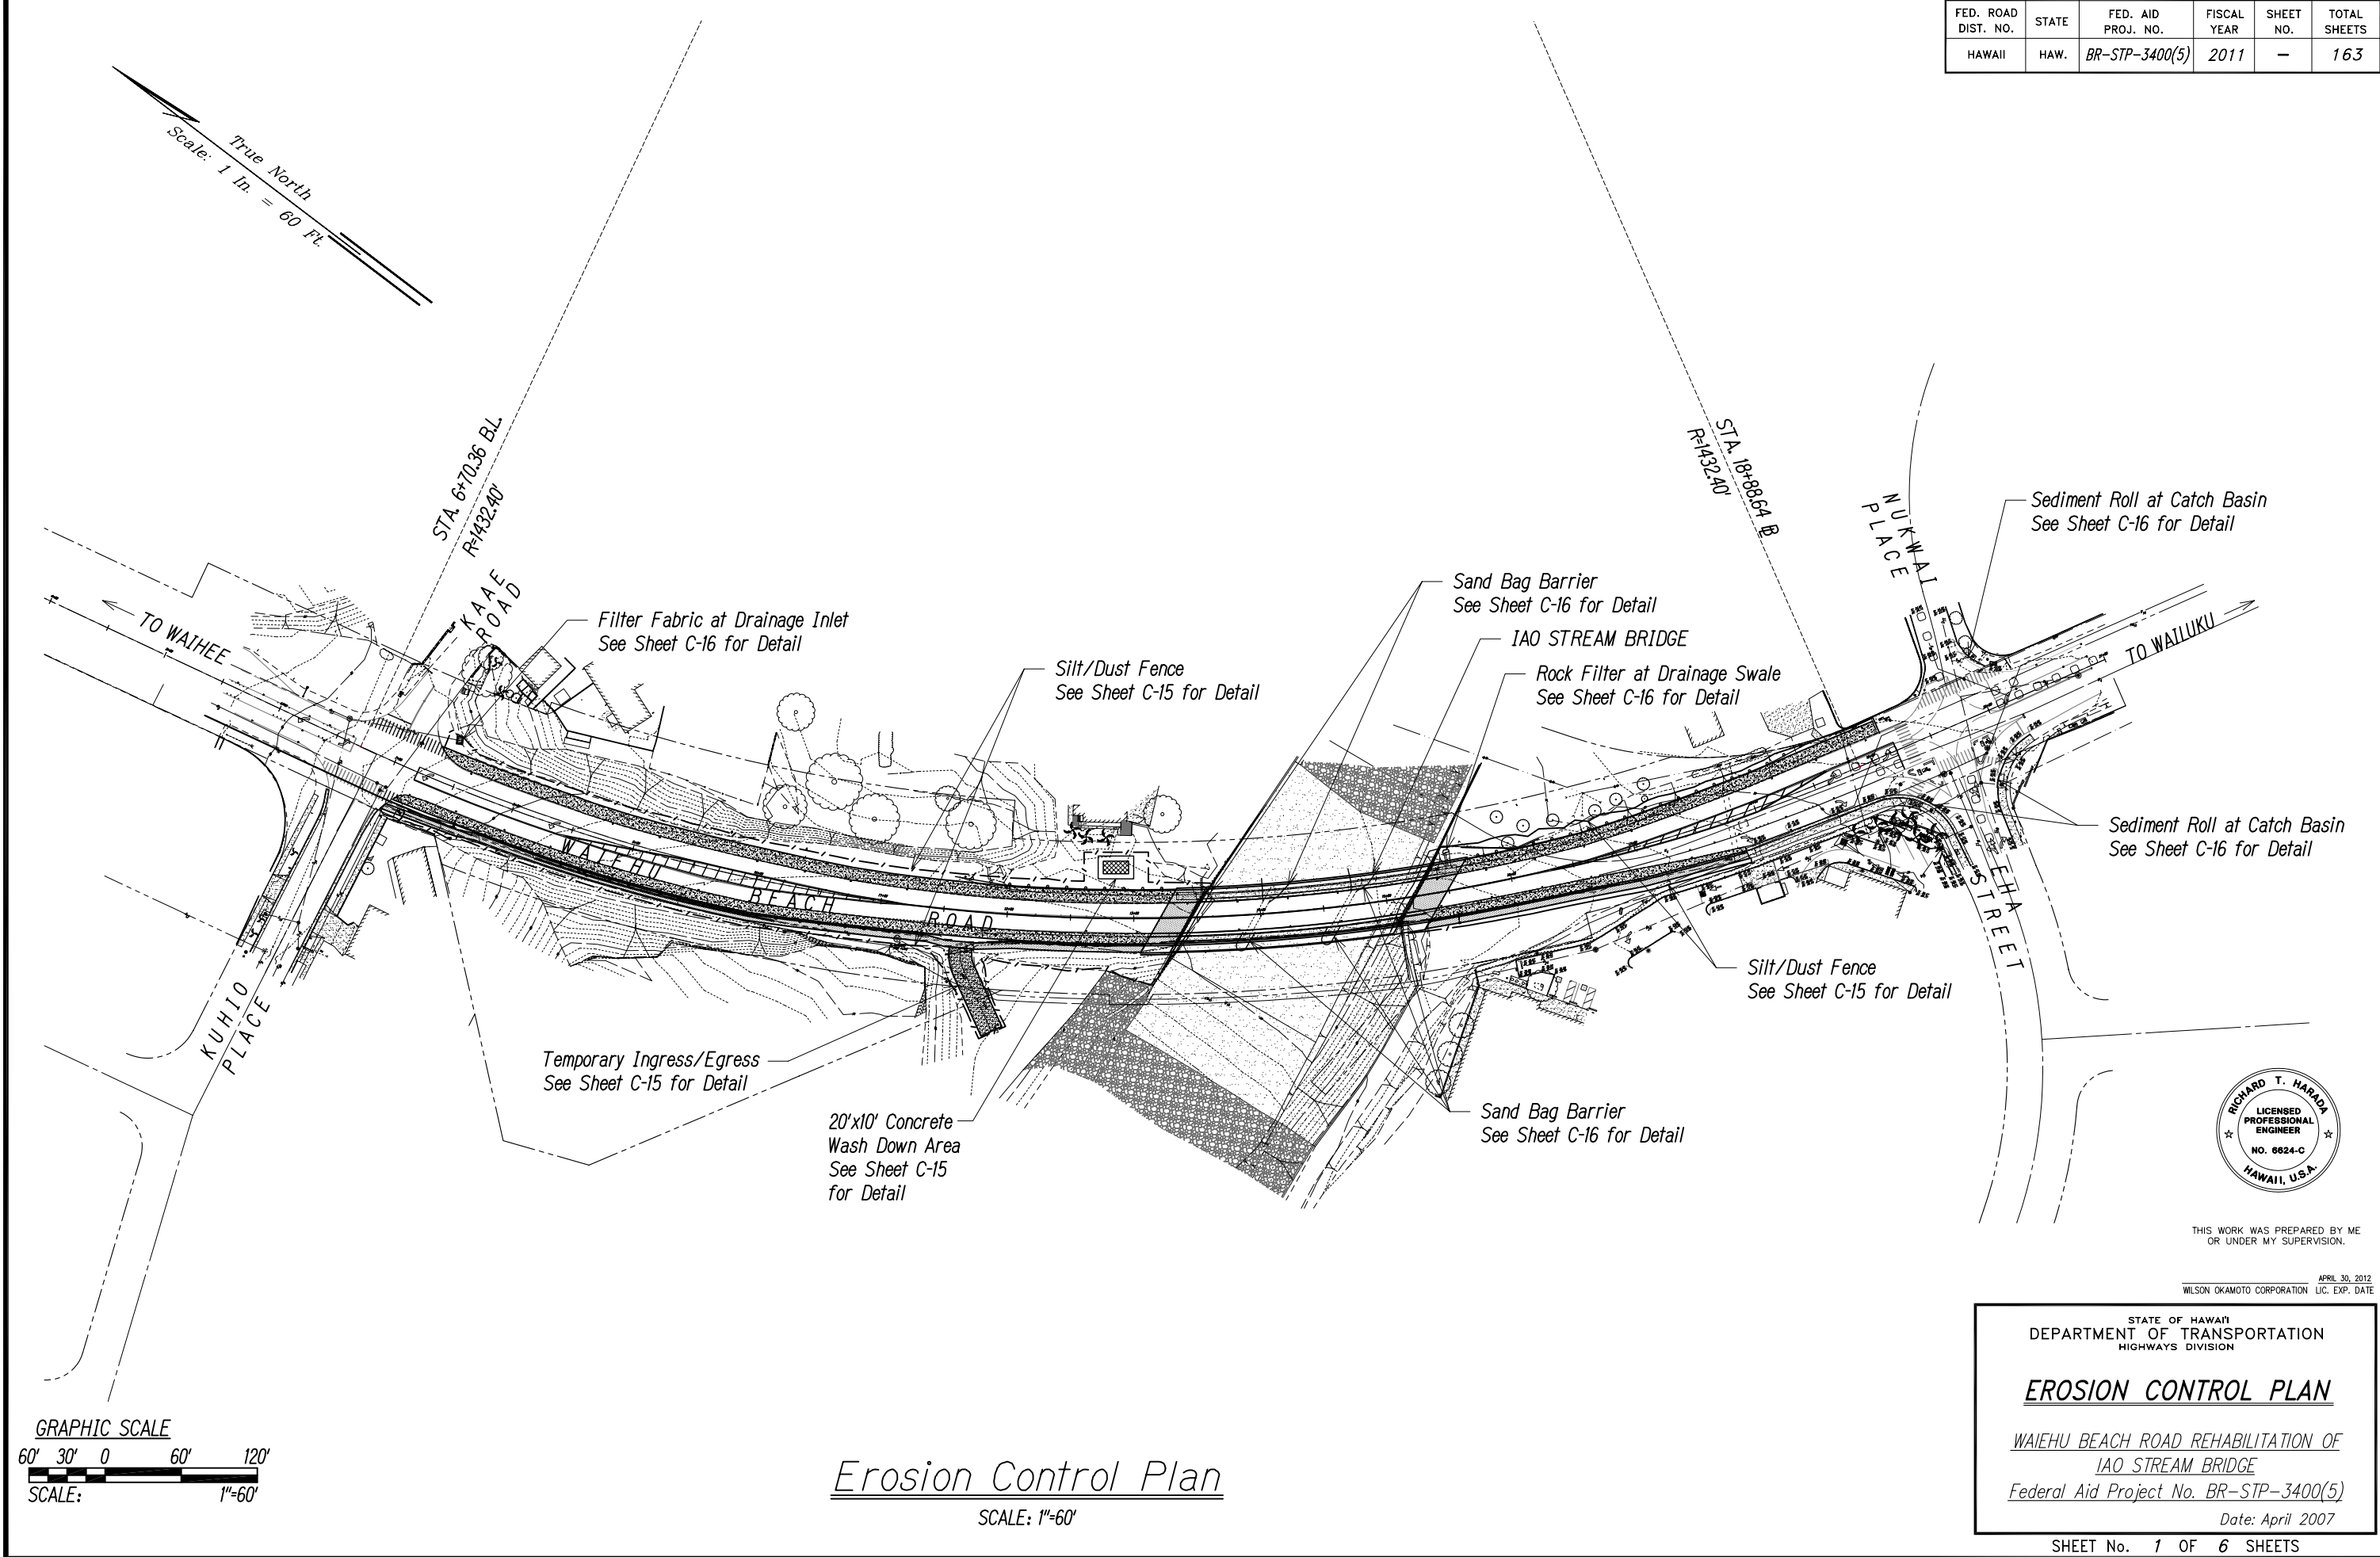 FED. ROAD DIST. NO. STATE FED. AID PROJ. NO. FISCAL YEAR SHEET NO. TOTAL SHEETS
HAWAII HAW. BR-STP-3400(5) 2011 — 163
True North
Scale: 1 In. = 60 Ft.
STA. 6+70.36 B.L.
R=1432.40'
STA. 18+88.64 B
R=1432.40'
NUKWAI
PLACE
Sediment Roll at Catch Basin
See Sheet C-16 for Detail
KAAE
ROAD
TO WAIHEE
Filter Fabric at Drainage Inlet
See Sheet C-16 for Detail
Silt/Dust Fence
See Sheet C-15 for Detail
Sand Bag Barrier
See Sheet C-16 for Detail
IAO STREAM BRIDGE
Rock Filter at Drainage Swale
See Sheet C-16 for Detail
TO WAILUKU
Sediment Roll at Catch Basin
See Sheet C-16 for Detail
WAIEHU BEACH ROAD
EHA
STREET
Silt/Dust Fence
See Sheet C-15 for Detail
KUHIO
PLACE
Temporary Ingress/Egress
See Sheet C-15 for Detail
20'x10' Concrete
Wash Down Area
See Sheet C-15
for Detail
Sand Bag Barrier
See Sheet C-16 for Detail
RICHARD T. HARADA
LICENSED
PROFESSIONAL
ENGINEER
NO. 6624-C
HAWAII, U.S.A.
THIS WORK WAS PREPARED BY ME
OR UNDER MY SUPERVISION.
APRIL 30, 2012
WILSON OKAMOTO CORPORATION LIC. EXP. DATE
STATE OF HAWAI'I
DEPARTMENT OF TRANSPORTATION
HIGHWAYS DIVISION
EROSION CONTROL PLAN
WAIEHU BEACH ROAD REHABILITATION OF
IAO STREAM BRIDGE
Federal Aid Project No. BR-STP-3400(5)
Date: April 2007
SHEET No. 1 OF 6 SHEETS
GRAPHIC SCALE
60' 30' 0 60' 120'
SCALE: 1"=60'
Erosion Control Plan
SCALE: 1"=60'